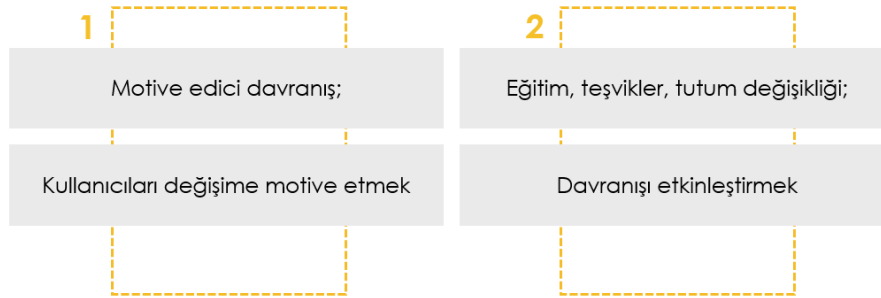 1
Motive edici davranış;
Kullanıcıları değişime motive etmek
2
Eğitim, teşvikler, tutum değişikliği;
Davranışı etkinleştirmek